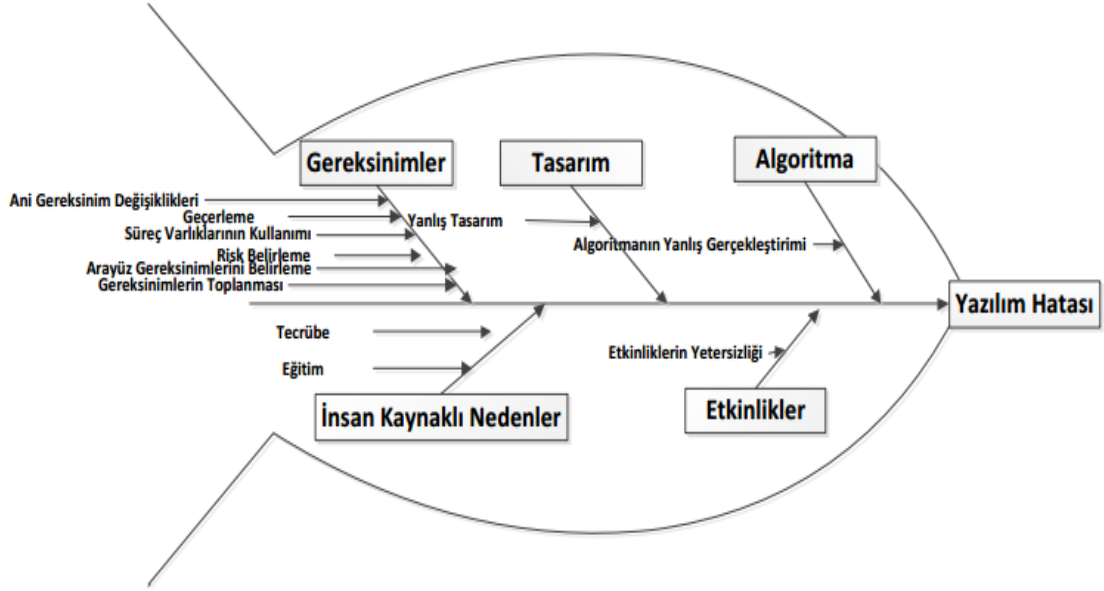 Gereksinimler
Tasarım
Algoritma
Ani Gereksinim Değişiklikleri
Geçerleme
Süreç Varlıklarının Kullanımı
Risk Belirleme
Arayüz Gereksinimlerini Belirleme
Gereksinimlerin Toplanması
Yanlış Tasarım
Algoritmanın Yanlış Gerçekleştirimi
Yazılım Hatası
Tecrübe
Eğitim
Etkinliklerin Yetersizliği
İnsan Kaynaklı Nedenler
Etkinlikler